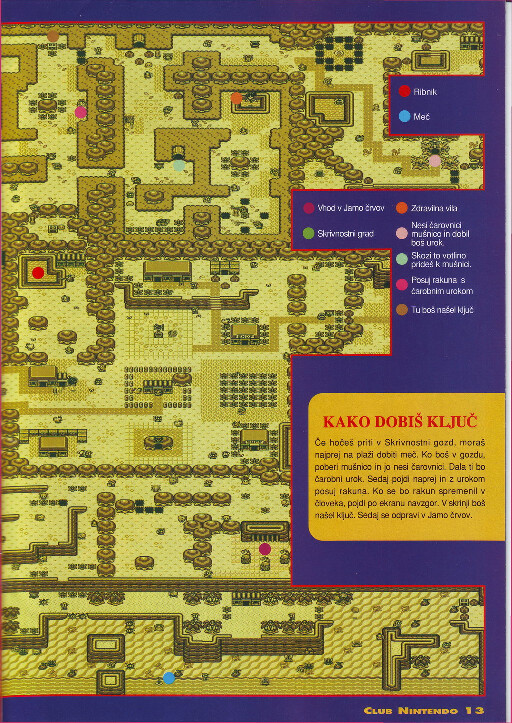 Ribnik
Meč
Vhod v Jamo črvov
Skrivnostni grad
Zdravilna vila
Nesi čarovnici
mušnico in dobil
boš urok.
Skozi to votlino
prideš k mušnici.
Posuj rakuna s
čarobnim urokom
Tu boš našel ključ
KAKO DOBIŠ KLJUČ
Če hočeš priti v Skrivnostni gozd, moraš
najprej na plaži dobiti meč. Ko boš v gozdu,
poberi mušnico in jo nesi čarovnici. Dala ti bo
čarobni urok. Sedaj pojdi naprej in z urokom
posuj rakuna. Ko se bo rakun spremenil v
človeka, pojdi po ekranu navzgor. V skrinji boš
našel ključ. Sedaj se odpravi v Jamo črvov.
CLUB NINTENDO 13